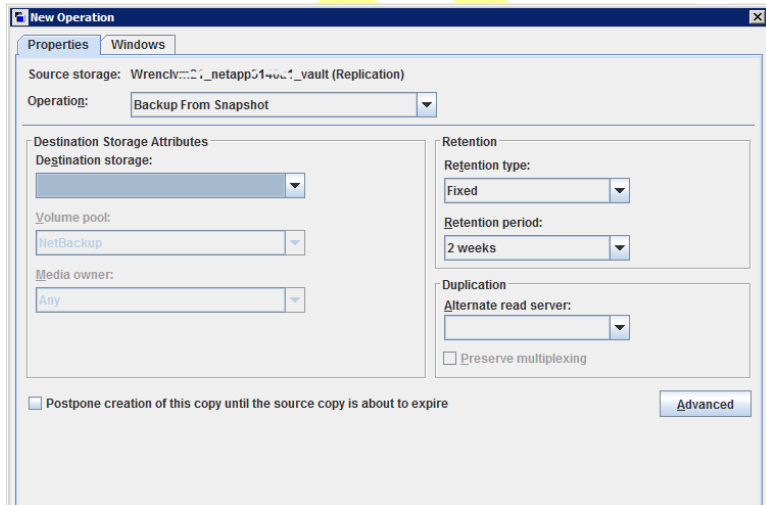 New Operation
Properties Windows
Source storage: (Replication)
Operation: Backup From Snapshot
Destination Storage Attributes
Destination storage:
Volume pool:
NetBackup
Media owner:
Any
Retention
Retention type:
Fixed
Retention period:
2 weeks
Duplication
Alternate read server:
Preserve multiplexing
Postpone creation of this copy until the source copy is about to expire
Advanced